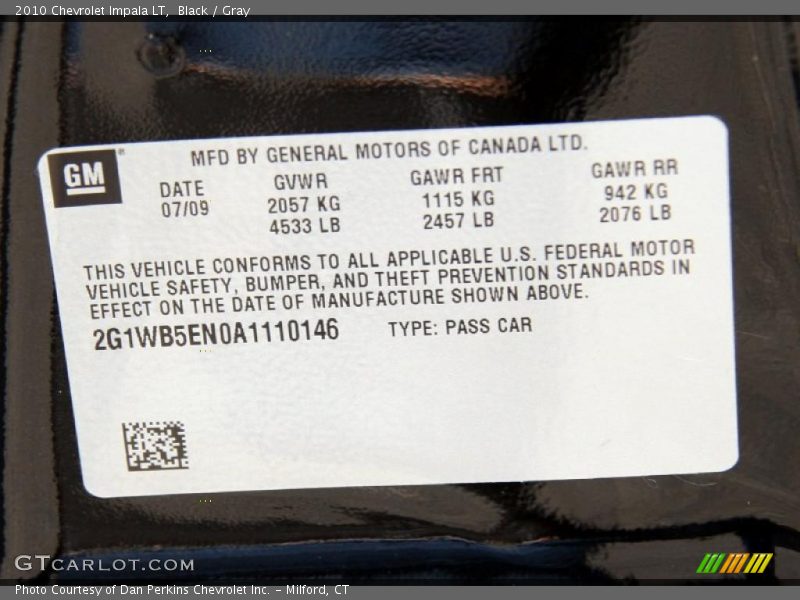 2010 Chevrolet Impala LT, Black / Gray
GM
MFD BY GENERAL MOTORS OF CANADA LTD.
DATE GVWR GAWR FRT GAWR RR
07/09 2057 KG 1115 KG 942 KG
4533 LB 2457 LB 2076 LB
THIS VEHICLE CONFORMS TO ALL APPLICABLE U.S. FEDERAL MOTOR
VEHICLE SAFETY, BUMPER, AND THEFT PREVENTION STANDARDS IN
EFFECT ON THE DATE OF MANUFACTURE SHOWN ABOVE.
2G1WB5EN0A1110146 TYPE: PASS CAR
GTCARLOT.COM
Photo Courtesy of Dan Perkins Chevrolet Inc. - Milford, CT